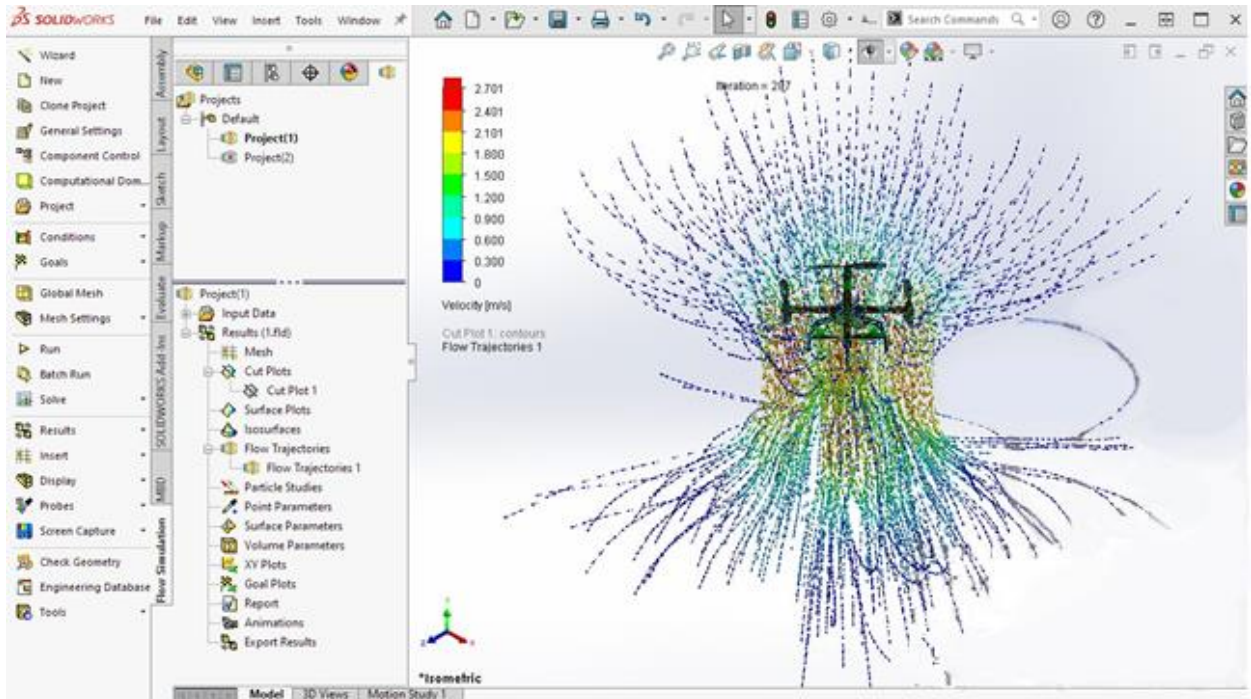 SOLIDWORKS
File Edit View Insert Tools Window
Search Commands
Wizard
New
Clone Project
General Settings
Component Control
Computational Dom...
Project
Conditions
Goals
Global Mesh
Mesh Settings
Run
Batch Run
Solve
Results
Insert
Display
Probes
Screen Capture
Check Geometry
Engineering Database
Tools
Assembly
Layout
Sketch
Markup
Evaluate
SOLIDWORKS Add-Ins
MBD
Flow Simulation
Projects
Default
Project(1)
Project(2)
Project(1)
Input Data
Results (1.fld)
Mesh
Cut Plots
Cut Plot 1
Surface Plots
Isosurfaces
Flow Trajectories
Flow Trajectories 1
Particle Studies
Point Parameters
Surface Parameters
Volume Parameters
XY Plots
Goal Plots
Report
Animations
Export Results
2.701
2.401
2.101
1.800
1.500
1.200
0.900
0.600
0.300
0
Velocity [m/s]
Cut Plot 1: contours
Flow Trajectories 1
Iteration = 207
*Isometric
Model 3D Views Motion Study 1